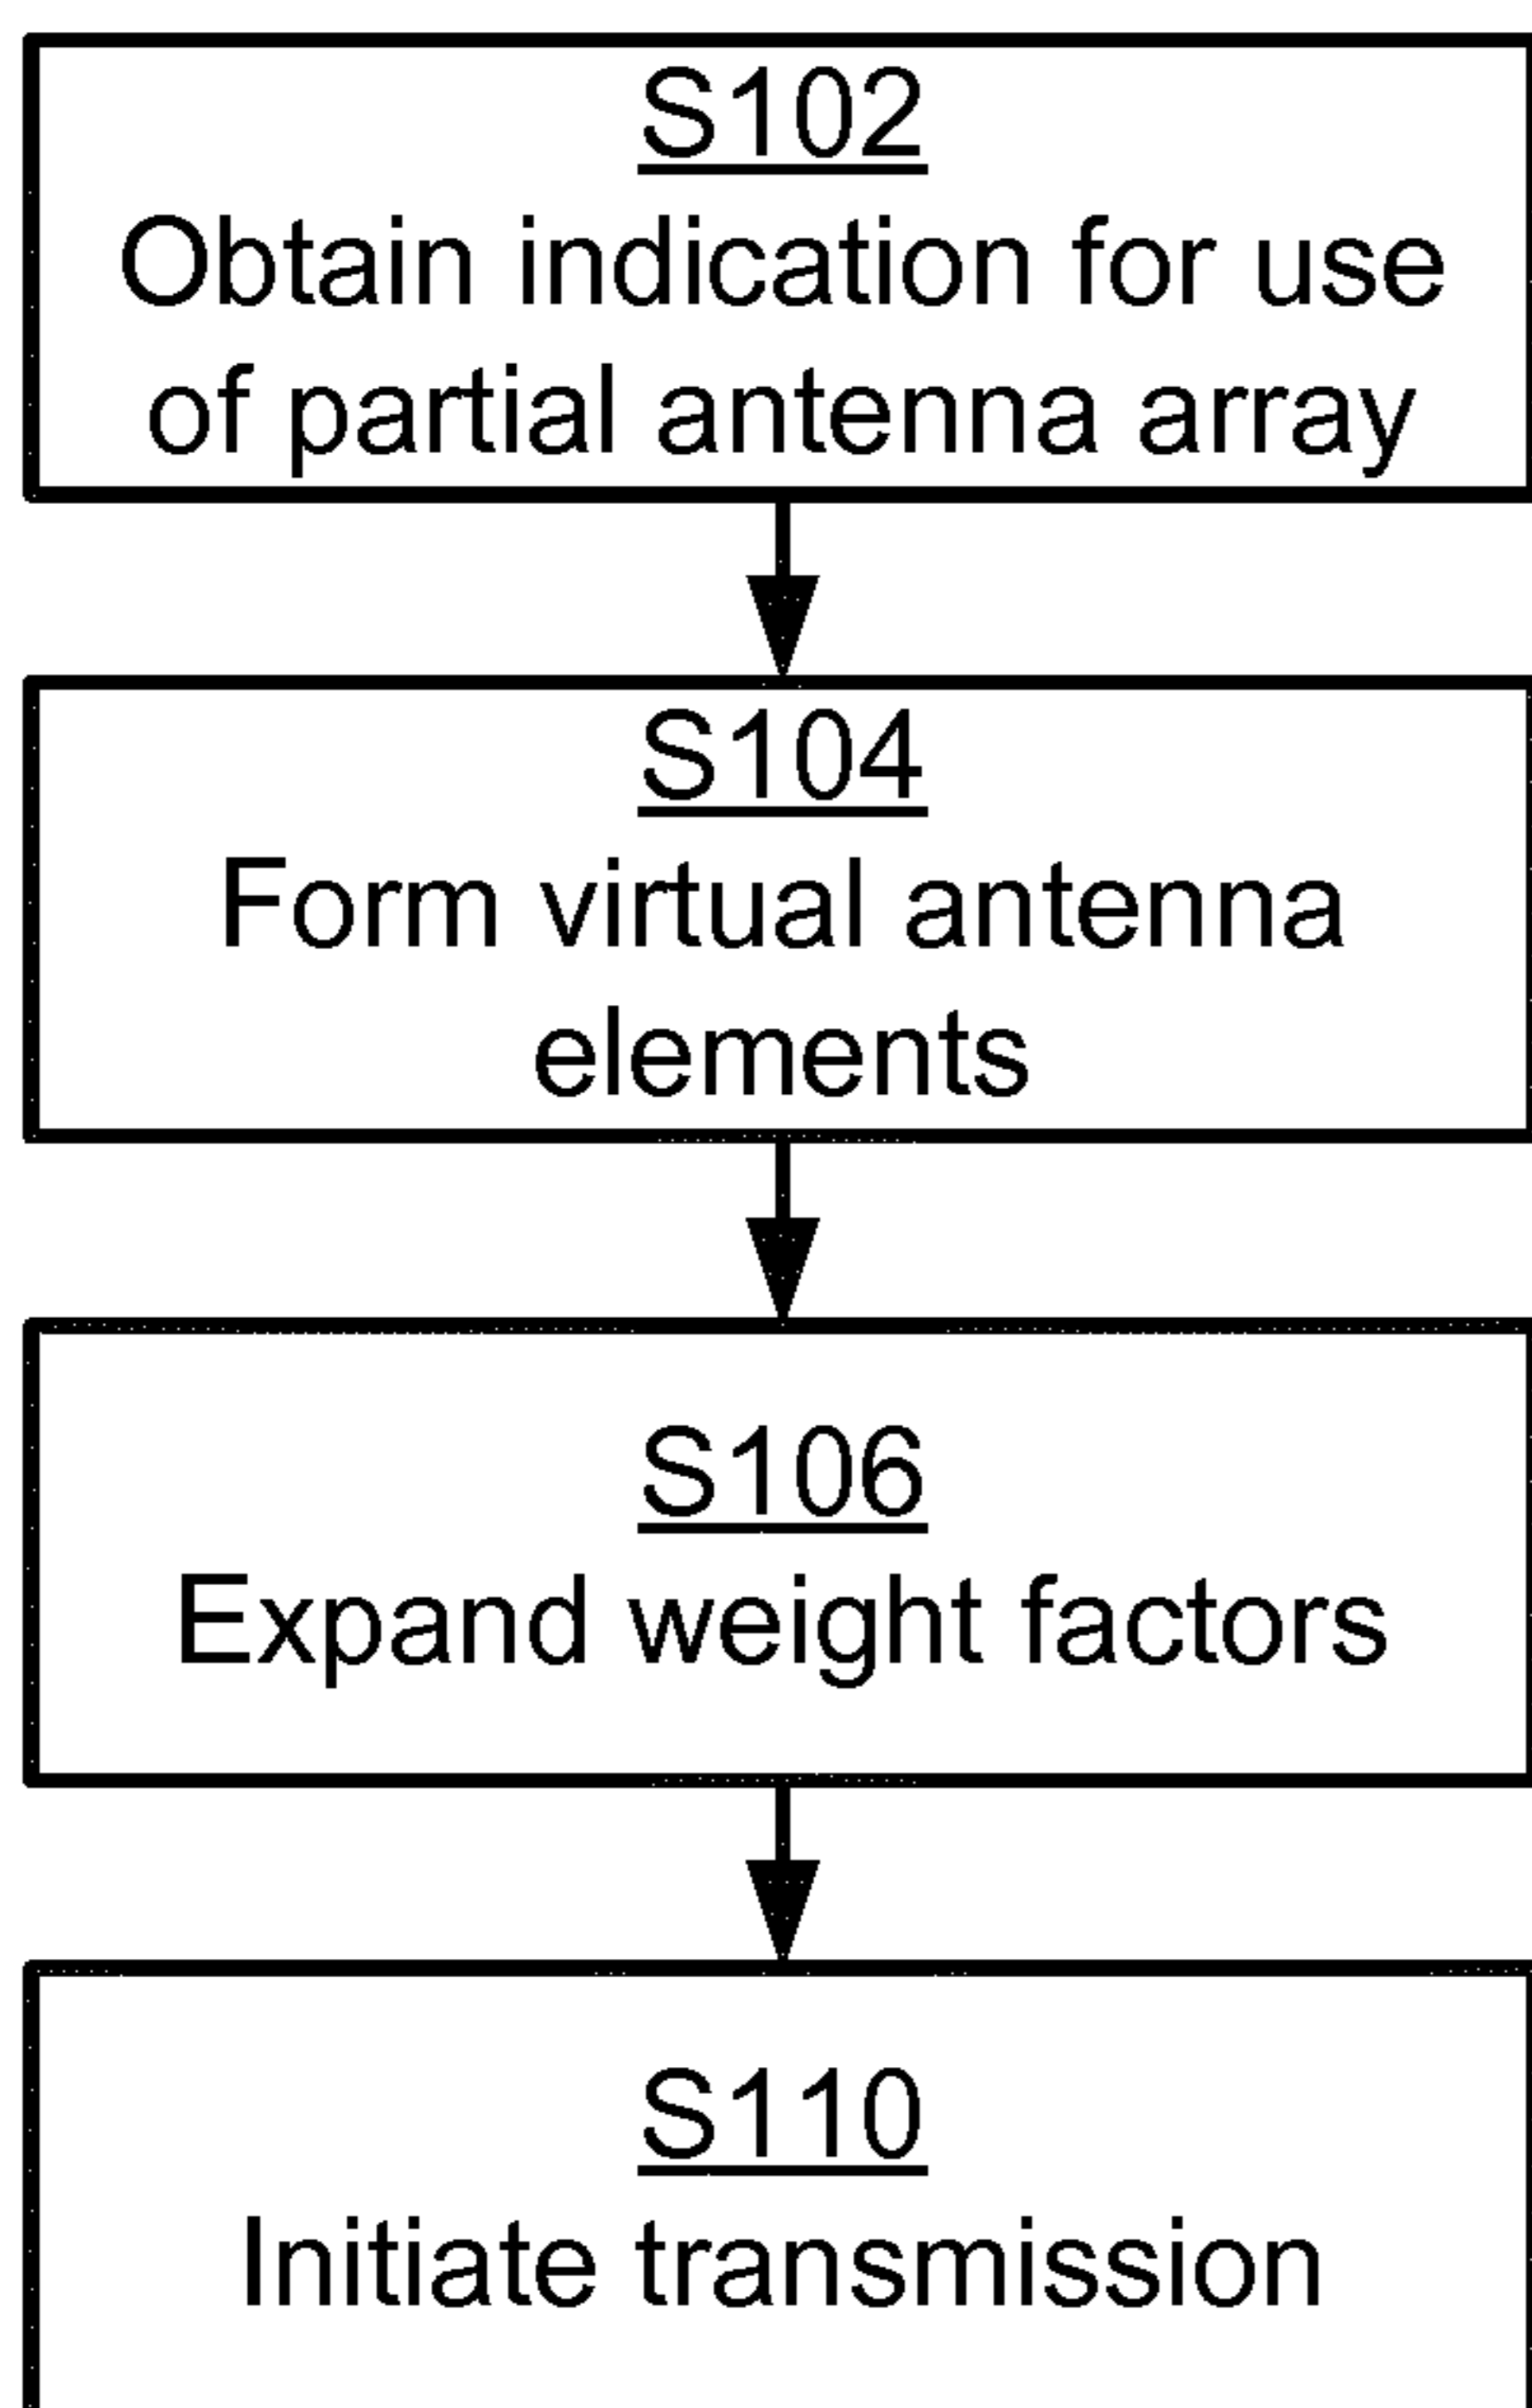 S102
Obtain indication for use
of partial antenna array
S104
Form virtual antenna
elements
S106
Expand weight factors
S110
Initiate transmission